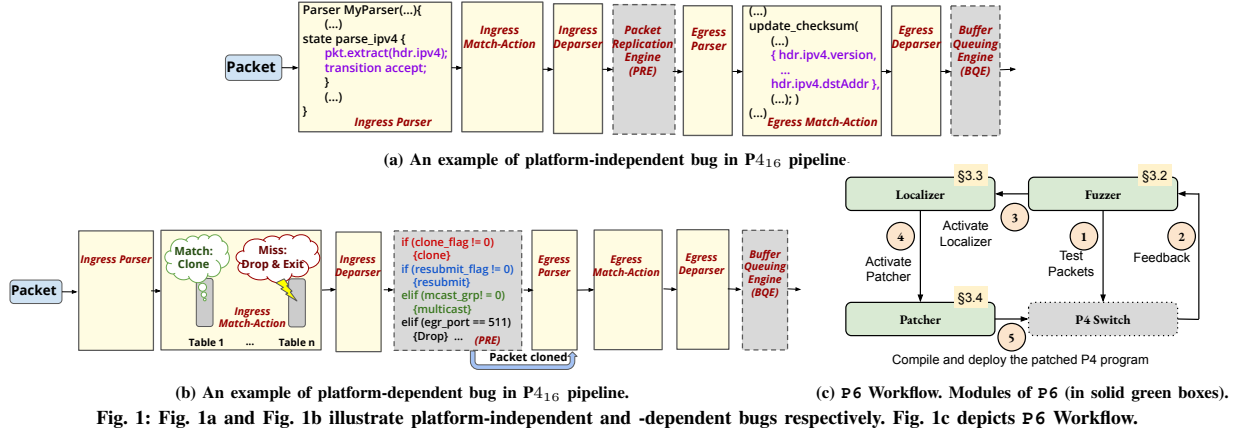 Packet
Parser MyParser(...){
(...)
state parse_ipv4 {
pkt.extract(hdr.ipv4);
transition accept;
}
(...)
}
Ingress Parser
Ingress
Match-Action
Ingress
Deparser
Packet
Replication
Engine
(PRE)
Egress
Parser
(...)
update_checksum(
(...)
{ hdr.ipv4.version,
...
hdr.ipv4.dstAddr },
(...); )
(...)
Egress Match-Action
Egress
Deparser
Buffer
Queuing
Engine
(BQE)
(a) An example of platform-independent bug in P4₁₆ pipeline.
Packet
Ingress Parser
Match:
Clone
Miss:
Drop & Exit
Ingress
Match-Action
Table 1 ... Table n
Ingress
Deparser
if (clone_flag != 0)
{clone}
if (resubmit_flag != 0)
{resubmit}
elif (mcast_grp!= 0)
{multicast}
elif (egr_port == 511)
{Drop} ... (PRE)
Packet cloned
Egress Parser
Egress
Match-Action
Egress
Deparser
Buffer
Queuing
Engine
(BQE)
(b) An example of platform-dependent bug in P4₁₆ pipeline.
§3.3
Localizer
§3.2
Fuzzer
3
Activate
Localizer
4
Activate
Patcher
1
Test
Packets
2
Feedback
§3.4
Patcher
5
P4 Switch
Compile and deploy the patched P4 program
(c) P6 Workflow. Modules of P6 (in solid green boxes).
Fig. 1: Fig. 1a and Fig. 1b illustrate platform-independent and -dependent bugs respectively. Fig. 1c depicts P6 Workflow.